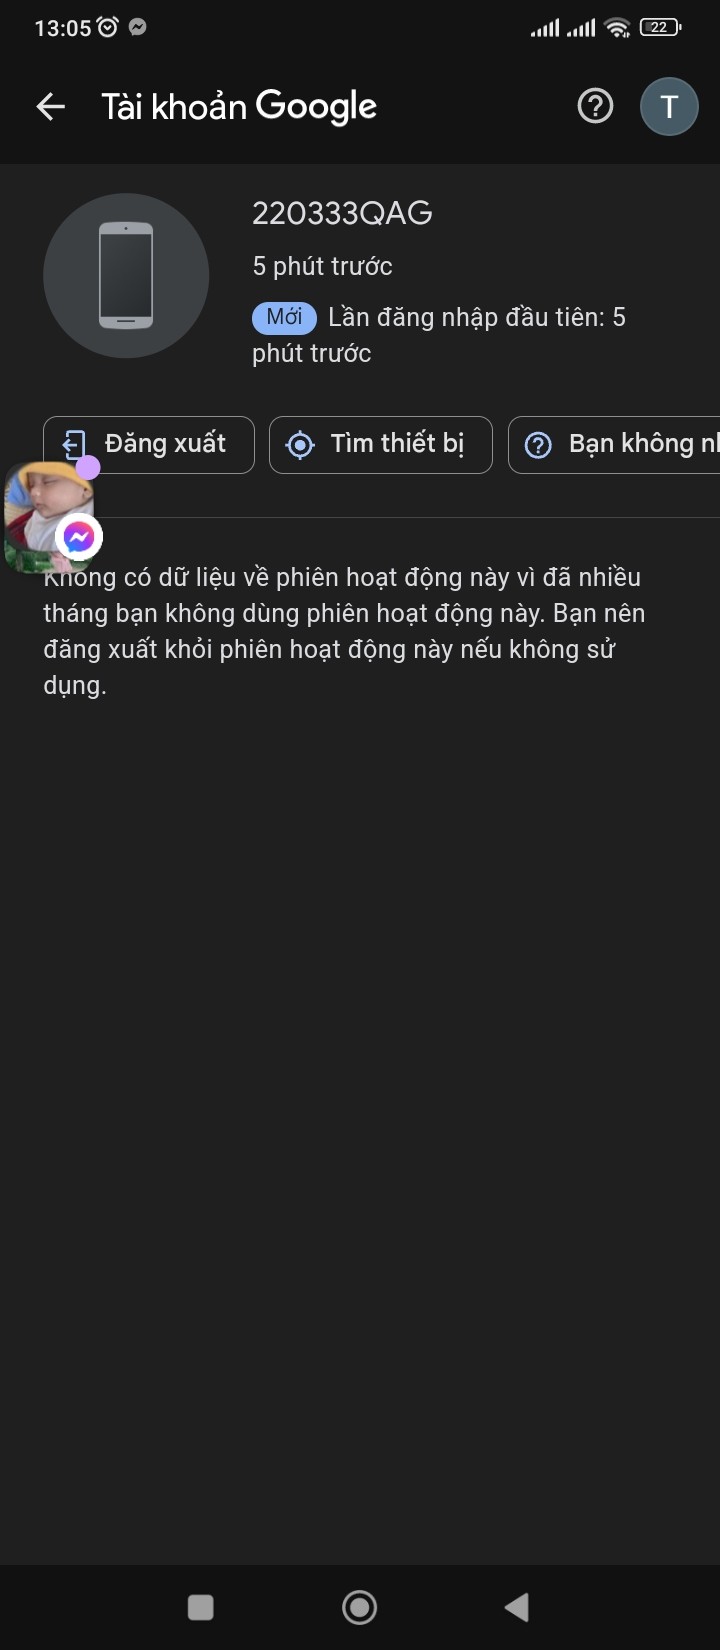 13:05
22
Tài khoản Google
T
220333QAG
5 phút trước
Mới Lần đăng nhập đầu tiên: 5
phút trước
Đăng xuất
Tìm thiết bị
Bạn không
Không có dữ liệu về phiên hoạt động này vì đã nhiều
tháng bạn không dùng phiên hoạt động này. Bạn nên
đăng xuất khỏi phiên hoạt động này nếu không sử
dụng.